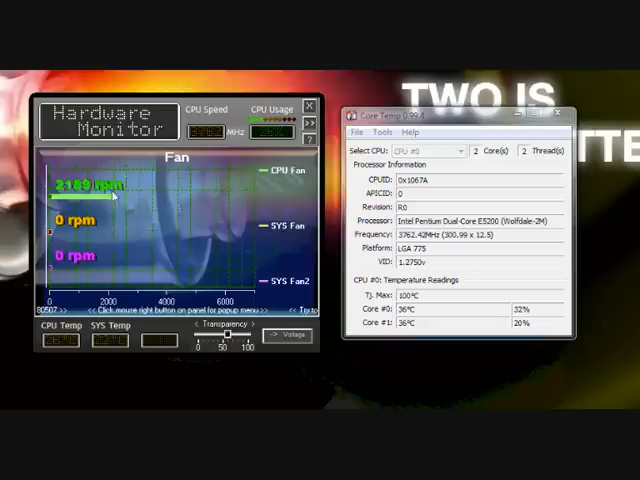 TWO IS
TTE
Hardware
Monitor
CPU Speed
MHz
CPU Usage
X
>>
?
Fan
2189 rpm
CPU Fan
0 rpm
SYS Fan
0 rpm
SYS Fan2
0 2000 4000 6000
80507 >> << Click mouse right button on panel for popup menu >> << Try to
CPU Temp
SYS Temp
Transparency
0 50 100
-> Voltage
Core Temp 0.99.4
File Tools Help
Select CPU: CPU #0 2 Core(s) 2 Thread(s)
Processor Information
CPUID: 0x1067A
APICID: 0
Revision: R0
Processor: Intel Pentium Dual-Core E5200 (Wolfdale-2M)
Frequency: 3762.42MHz (300.99 x 12.5)
Platform: LGA 775
VID: 1.2750v
CPU #0: Temperature Readings
Tj. Max: 100°C
Core #0: 36°C 32%
Core #1: 36°C 20%